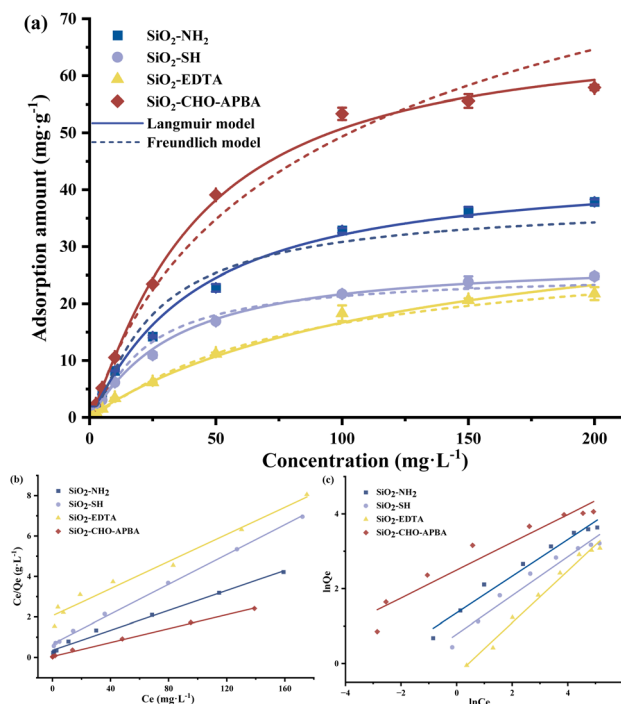 (a)
SiO₂-NH₂
SiO₂-SH
SiO₂-EDTA
SiO₂-CHO-APBA
Langmuir model
Freundlich model
Adsorption amount (mg·g⁻¹)
70
60
50
40
30
20
10
0
0 50 100 150 200
Concentration (mg·L⁻¹)
(b)
SiO₂-NH₂
SiO₂-SH
SiO₂-EDTA
SiO₂-CHO-APBA
Ce/Qe (g·L⁻¹)
8
6
4
2
0
0 40 80 120 160
Ce (mg·L⁻¹)
(c)
SiO₂-NH₂
SiO₂-SH
SiO₂-EDTA
SiO₂-CHO-APBA
lnQe
4
2
0
−4 −2 0 2 4
lnCe